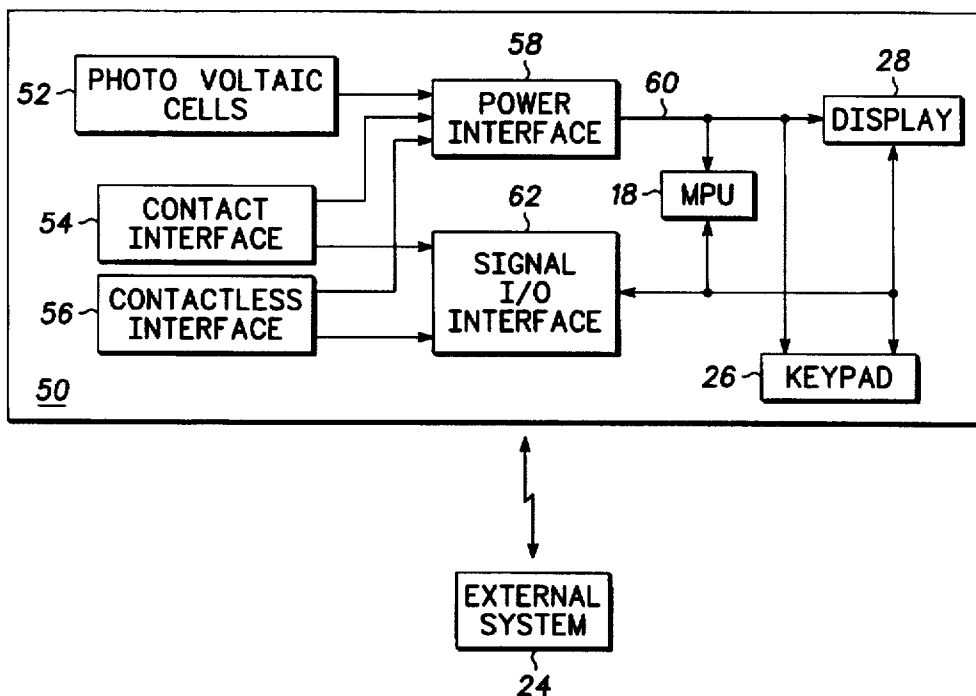 52
PHOTO VOLTAIC
CELLS
58
POWER
INTERFACE
60
28
DISPLAY
18
MPU
54
CONTACT
INTERFACE
62
SIGNAL
I/O
INTERFACE
56
CONTACTLESS
INTERFACE
26
KEYPAD
50
EXTERNAL
SYSTEM
24